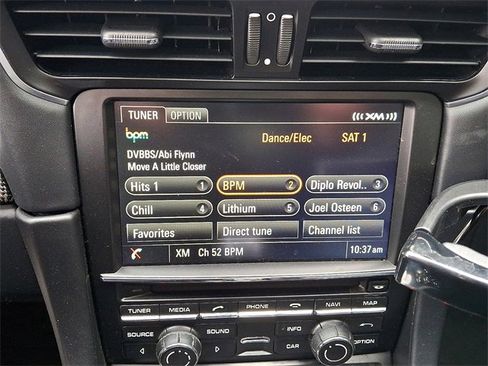 TUNER OPTION
(((XM)))
bpm
Dance/Elec SAT 1
DVBBS/Abi Flynn
Move A Little Closer
Hits 1 1 BPM 2 Diplo Revol.. 3
Chill 4 Lithium 5 Joel Osteen 6
Favorites Direct tune Channel list
XM Ch 52 BPM 10:37am
TUNER MEDIA PHONE NAVI MAP
SOURCE SOUND INFO
CAR OPTION